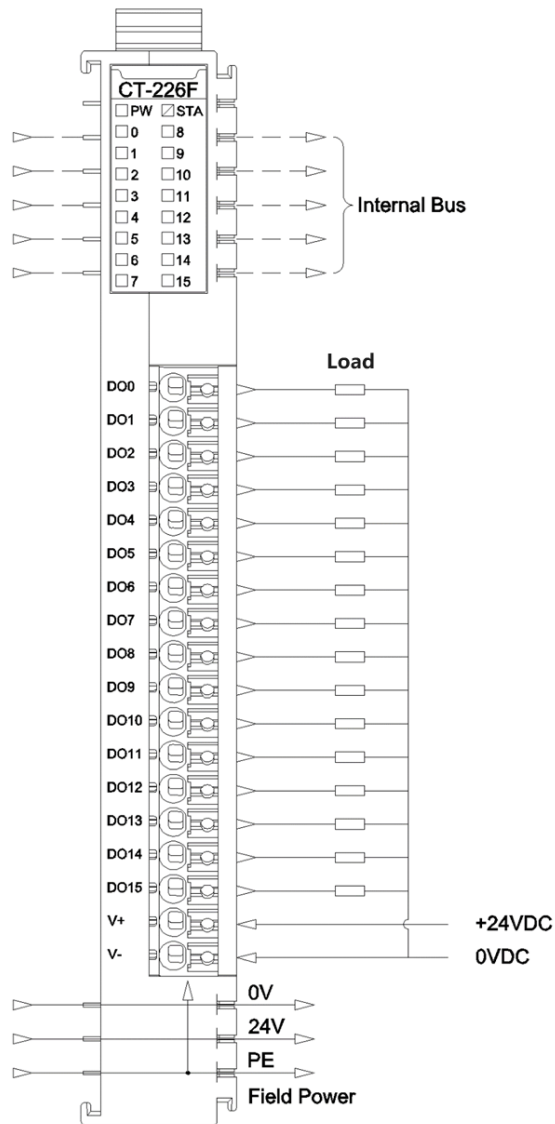 CT-226F
PW STA
0 8
1 9
2 10
3 11
4 12
5 13
6 14
7 15
Internal Bus
Load
DO0
DO1
DO2
DO3
DO4
DO5
DO6
DO7
DO8
DO9
DO10
DO11
DO12
DO13
DO14
DO15
V+ +24VDC
V- 0VDC
0V
24V
PE
Field Power